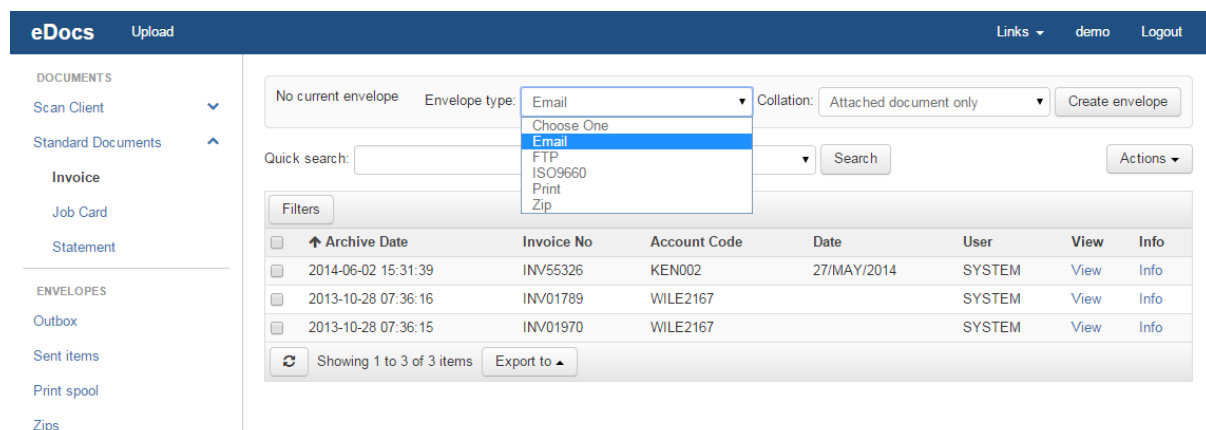 eDocs Upload Links demo Logout
DOCUMENTS
Scan Client
Standard Documents
Invoice
Job Card
Statement
ENVELOPES
Outbox
Sent items
Print spool
Zips
No current envelope Envelope type: Email Collation: Attached document only Create envelope
Choose One
Email
FTP
ISO9660
Print
Zip
Quick search: Search Actions
Filters
Archive Date Invoice No Account Code Date User View Info
2014-06-02 15:31:39 INV55326 KEN002 27/MAY/2014 SYSTEM View Info
2013-10-28 07:36:16 INV01789 WILE2167 SYSTEM View Info
2013-10-28 07:36:15 INV01970 WILE2167 SYSTEM View Info
Showing 1 to 3 of 3 items Export to